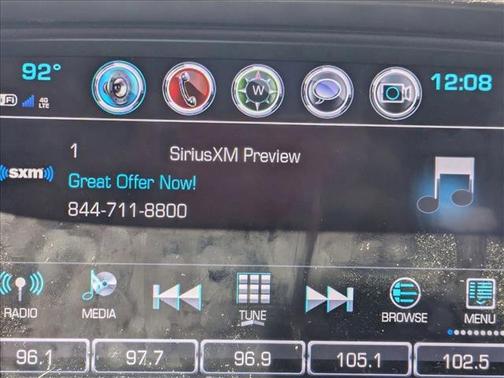 92° 12:08
W
WiFi 4G
LTE
1 SiriusXM Preview
((sxm))
Great Offer Now!
844-711-8800
RADIO MEDIA TUNE BROWSE MENU
96.1 97.7 96.9 105.1 102.5